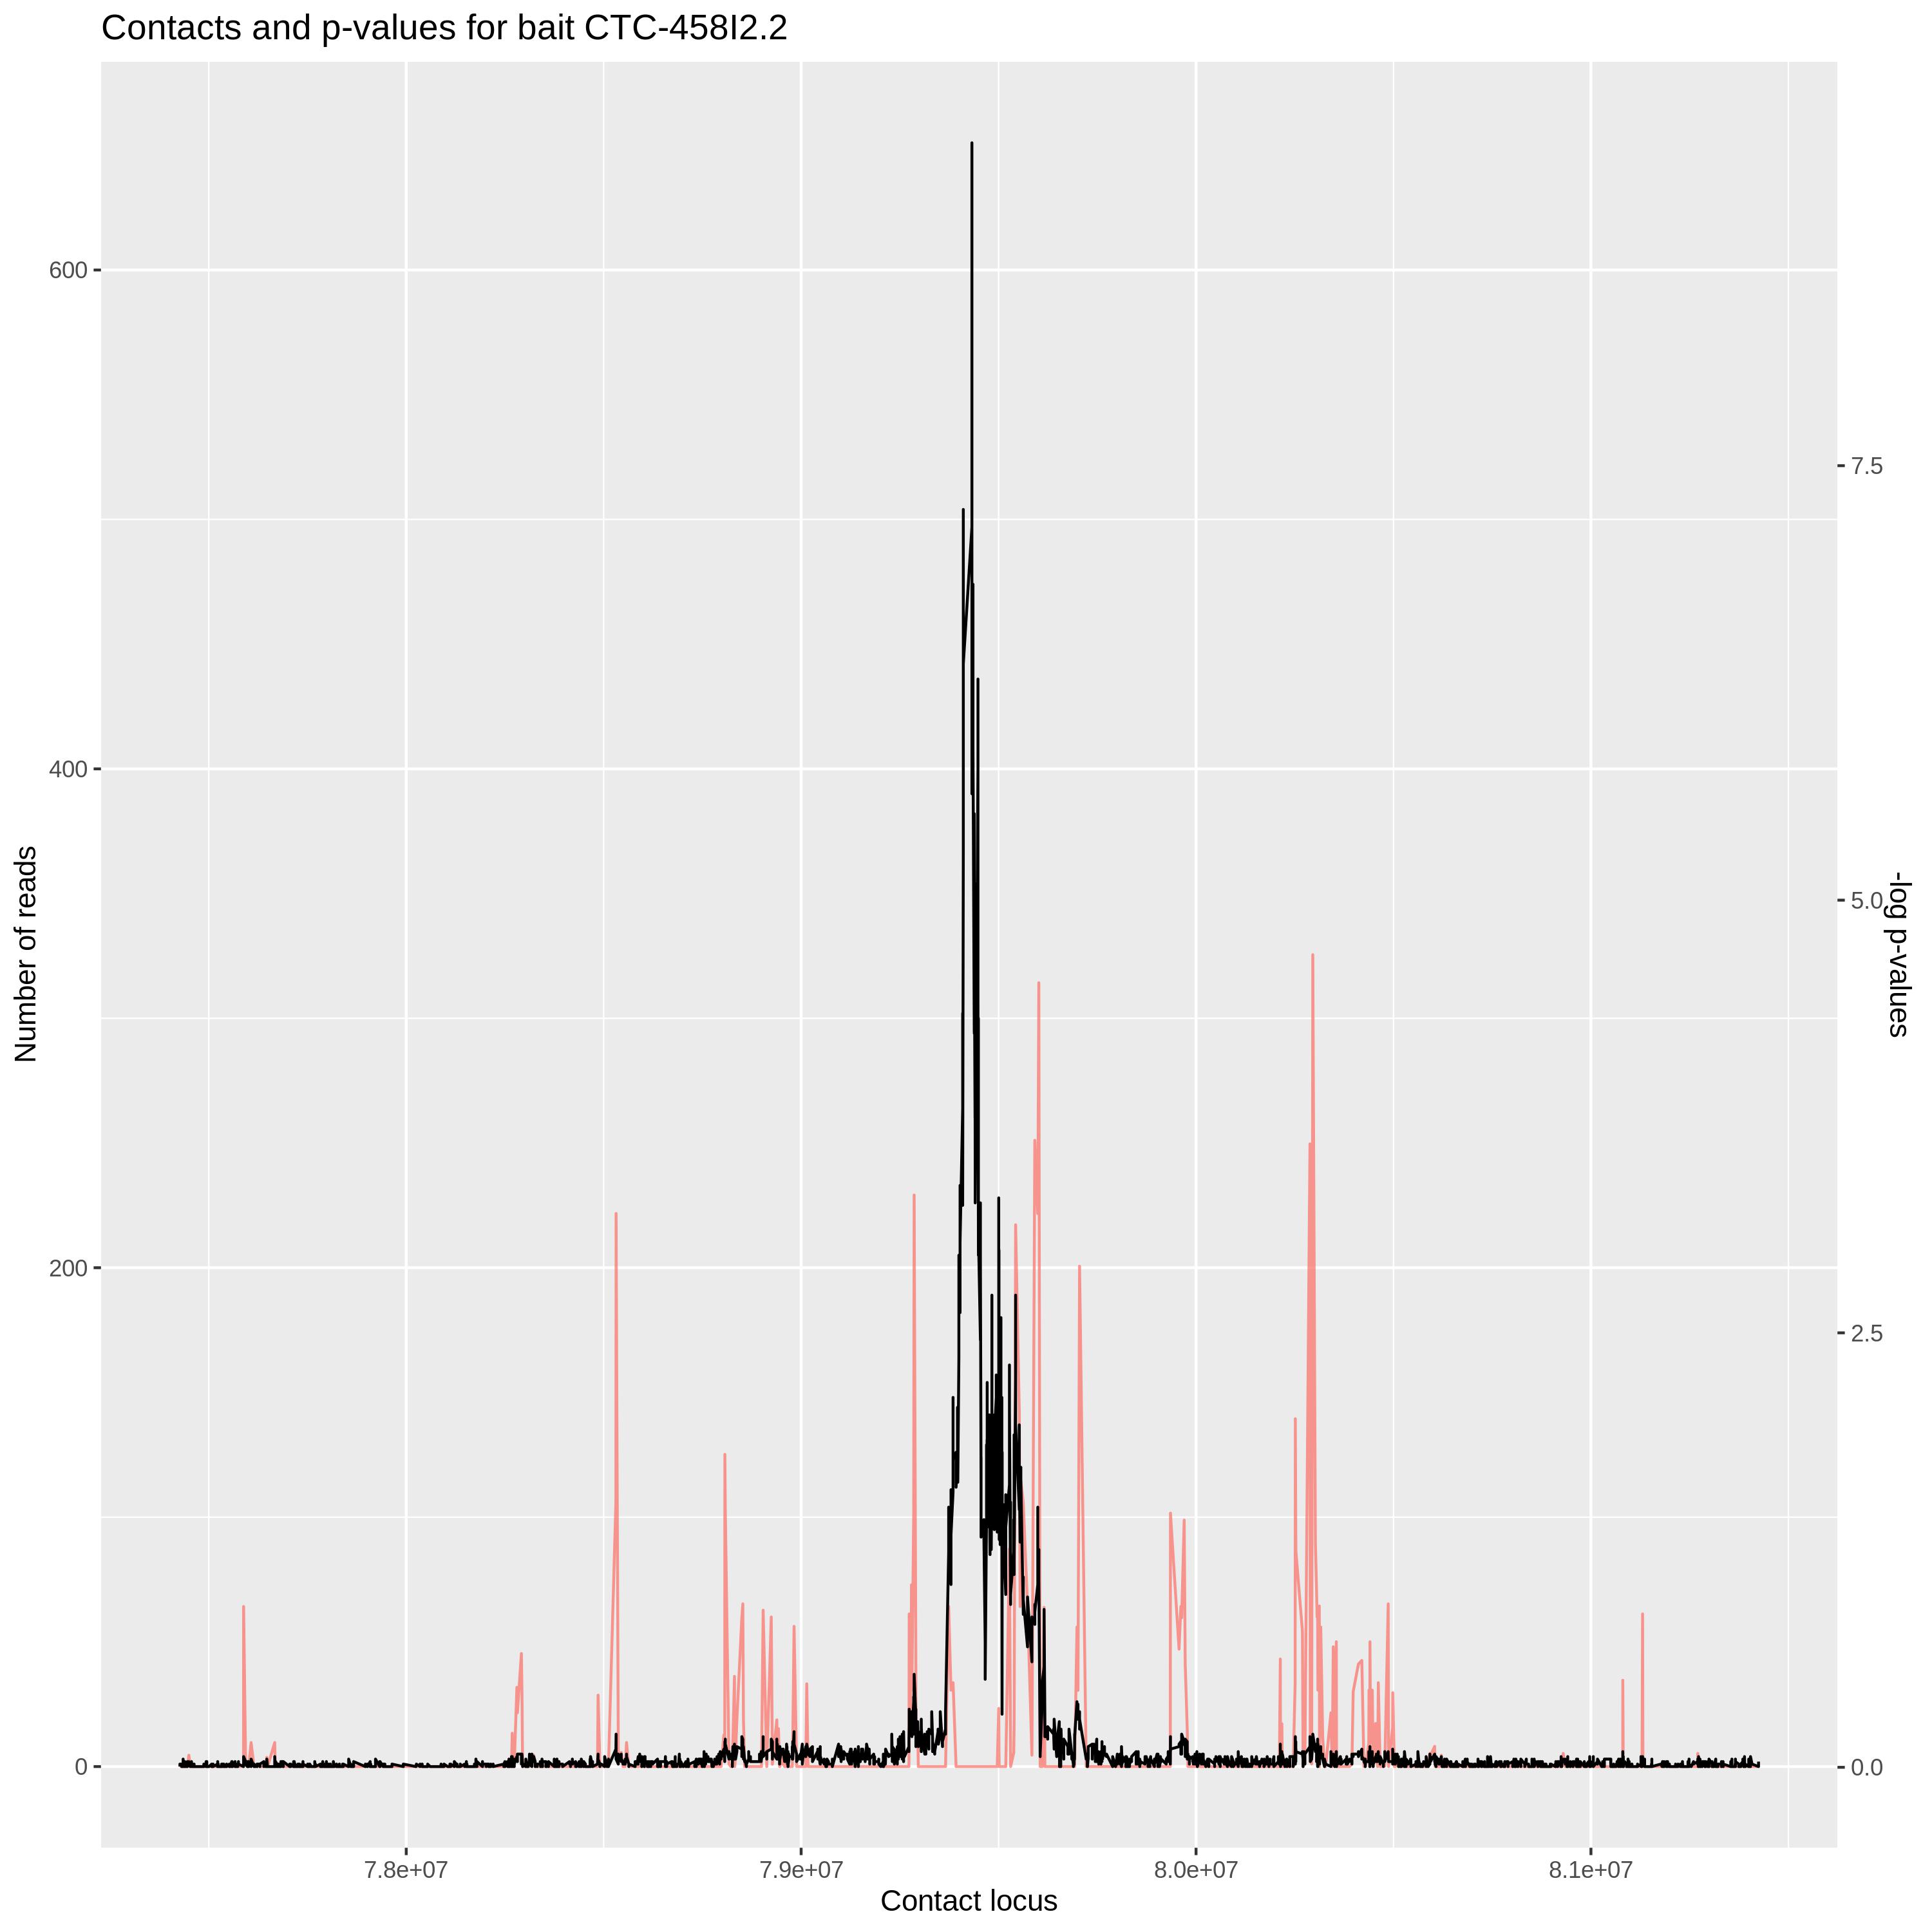 Contacts and p-values for bait CTC-458I2.2
600
400
200
0
Number of reads
7.5
5.0
2.5
0.0
-log p-values
7.8e+07
7.9e+07
8.0e+07
8.1e+07
Contact locus